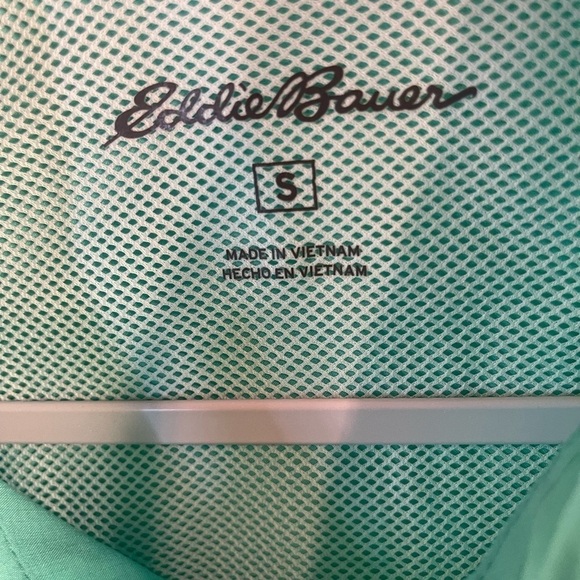 Eddie Bauer
S
MADE IN VIETNAM
HECHO EN VIETNAM